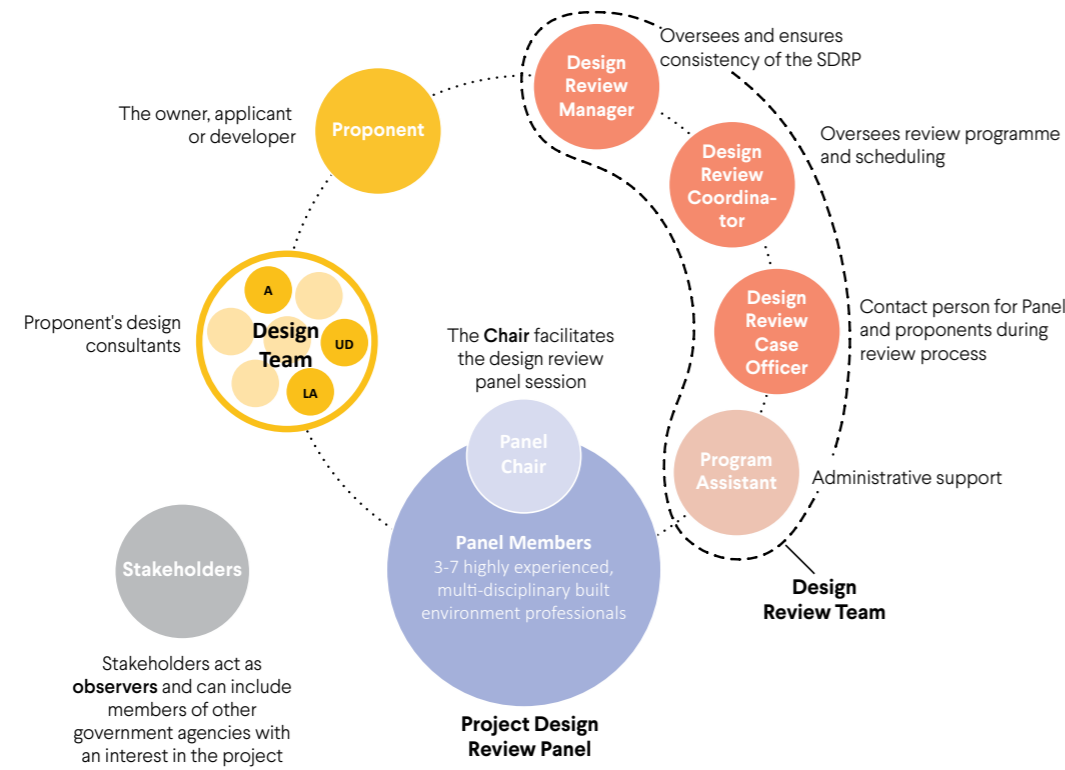 Oversees and ensures
consistency of the SDRP
Design
Review
Manager
The owner, applicant
or developer
Proponent
Design
Review
Coordina-
tor
Oversees review programme
and scheduling
Proponent's design
consultants
A
Design
Team
UD
LA
The Chair facilitates
the design review
panel session
Design
Review
Case
Officer
Contact person for Panel
and proponents during
review process
Panel
Chair
Program
Assistant
Administrative support
Panel Members
3-7 highly experienced,
multi-disciplinary built
environment professionals
Design
Review Team
Stakeholders
Stakeholders act as
observers and can include
members of other
government agencies with
an interest in the project
Project Design
Review Panel